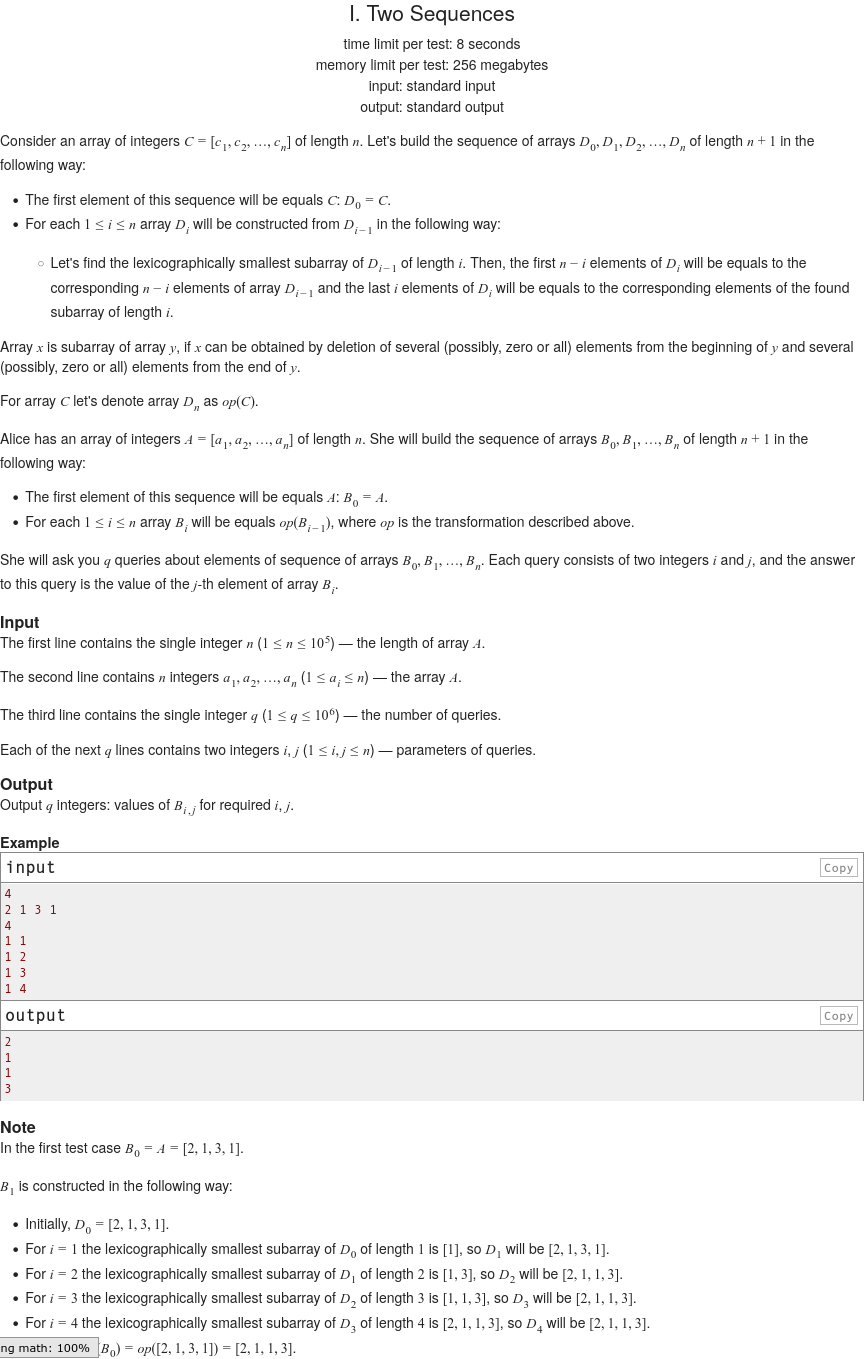 I. Two Sequences
time limit per test: 8 seconds
memory limit per test: 256 megabytes
input: standard input
output: standard output
Consider an array of integers C = [c_1, c_2, …, c_n] of length n. Let's build the sequence of arrays D_0, D_1, D_2, …, D_n of length n + 1 in the
following way:
• The first element of this sequence will be equals C: D_0 = C.
• For each 1 ≤ i ≤ n array D_i will be constructed from D_{i−1} in the following way:
○ Let's find the lexicographically smallest subarray of D_{i−1} of length i. Then, the first n − i elements of D_i will be equals to the
corresponding n − i elements of array D_{i−1} and the last i elements of D_i will be equals to the corresponding elements of the found
subarray of length i.
Array x is subarray of array y, if x can be obtained by deletion of several (possibly, zero or all) elements from the beginning of y and several
(possibly, zero or all) elements from the end of y.
For array C let's denote array D_n as op(C).
Alice has an array of integers A = [a_1, a_2, …, a_n] of length n. She will build the sequence of arrays B_0, B_1, …, B_n of length n + 1 in the
following way:
• The first element of this sequence will be equals A: B_0 = A.
• For each 1 ≤ i ≤ n array B_i will be equals op(B_{i−1}), where op is the transformation described above.
She will ask you q queries about elements of sequence of arrays B_0, B_1, …, B_n. Each query consists of two integers i and j, and the answer
to this query is the value of the j-th element of array B_i.
Input
The first line contains the single integer n (1 ≤ n ≤ 10^5) — the length of array A.
The second line contains n integers a_1, a_2, …, a_n (1 ≤ a_i ≤ n) — the array A.
The third line contains the single integer q (1 ≤ q ≤ 10^6) — the number of queries.
Each of the next q lines contains two integers i, j (1 ≤ i, j ≤ n) — parameters of queries.
Output
Output q integers: values of B_{i,j} for required i, j.
Example
input Copy
4
2 1 3 1
4
1 1
1 2
1 3
1 4
output Copy
2
1
1
3
Note
In the first test case B_0 = A = [2, 1, 3, 1].
B_1 is constructed in the following way:
• Initially, D_0 = [2, 1, 3, 1].
• For i = 1 the lexicographically smallest subarray of D_0 of length 1 is [1], so D_1 will be [2, 1, 3, 1].
• For i = 2 the lexicographically smallest subarray of D_1 of length 2 is [1, 3], so D_2 will be [2, 1, 1, 3].
• For i = 3 the lexicographically smallest subarray of D_2 of length 3 is [1, 1, 3], so D_3 will be [2, 1, 1, 3].
• For i = 4 the lexicographically smallest subarray of D_3 of length 4 is [2, 1, 1, 3], so D_4 will be [2, 1, 1, 3].
ng math: 100% (B_0) = op([2, 1, 3, 1]) = [2, 1, 1, 3].